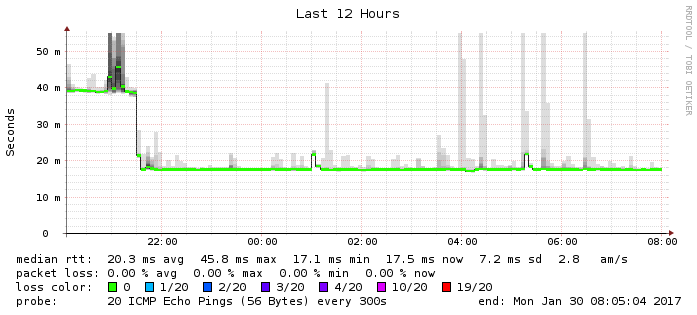 Last 12 Hours
RRDTOOL / TOBI OETIKER
Seconds
50 m
40 m
30 m
20 m
10 m
0
22:00 00:00 02:00 04:00 06:00 08:00
median rtt: 20.3 ms avg 45.8 ms max 17.1 ms min 17.5 ms now 7.2 ms sd 2.8 am/s
packet loss: 0.00 % avg 0.00 % max 0.00 % min 0.00 % now
loss color: 0 1/20 2/20 3/20 4/20 10/20 19/20
probe: 20 ICMP Echo Pings (56 Bytes) every 300s end: Mon Jan 30 08:05:04 2017